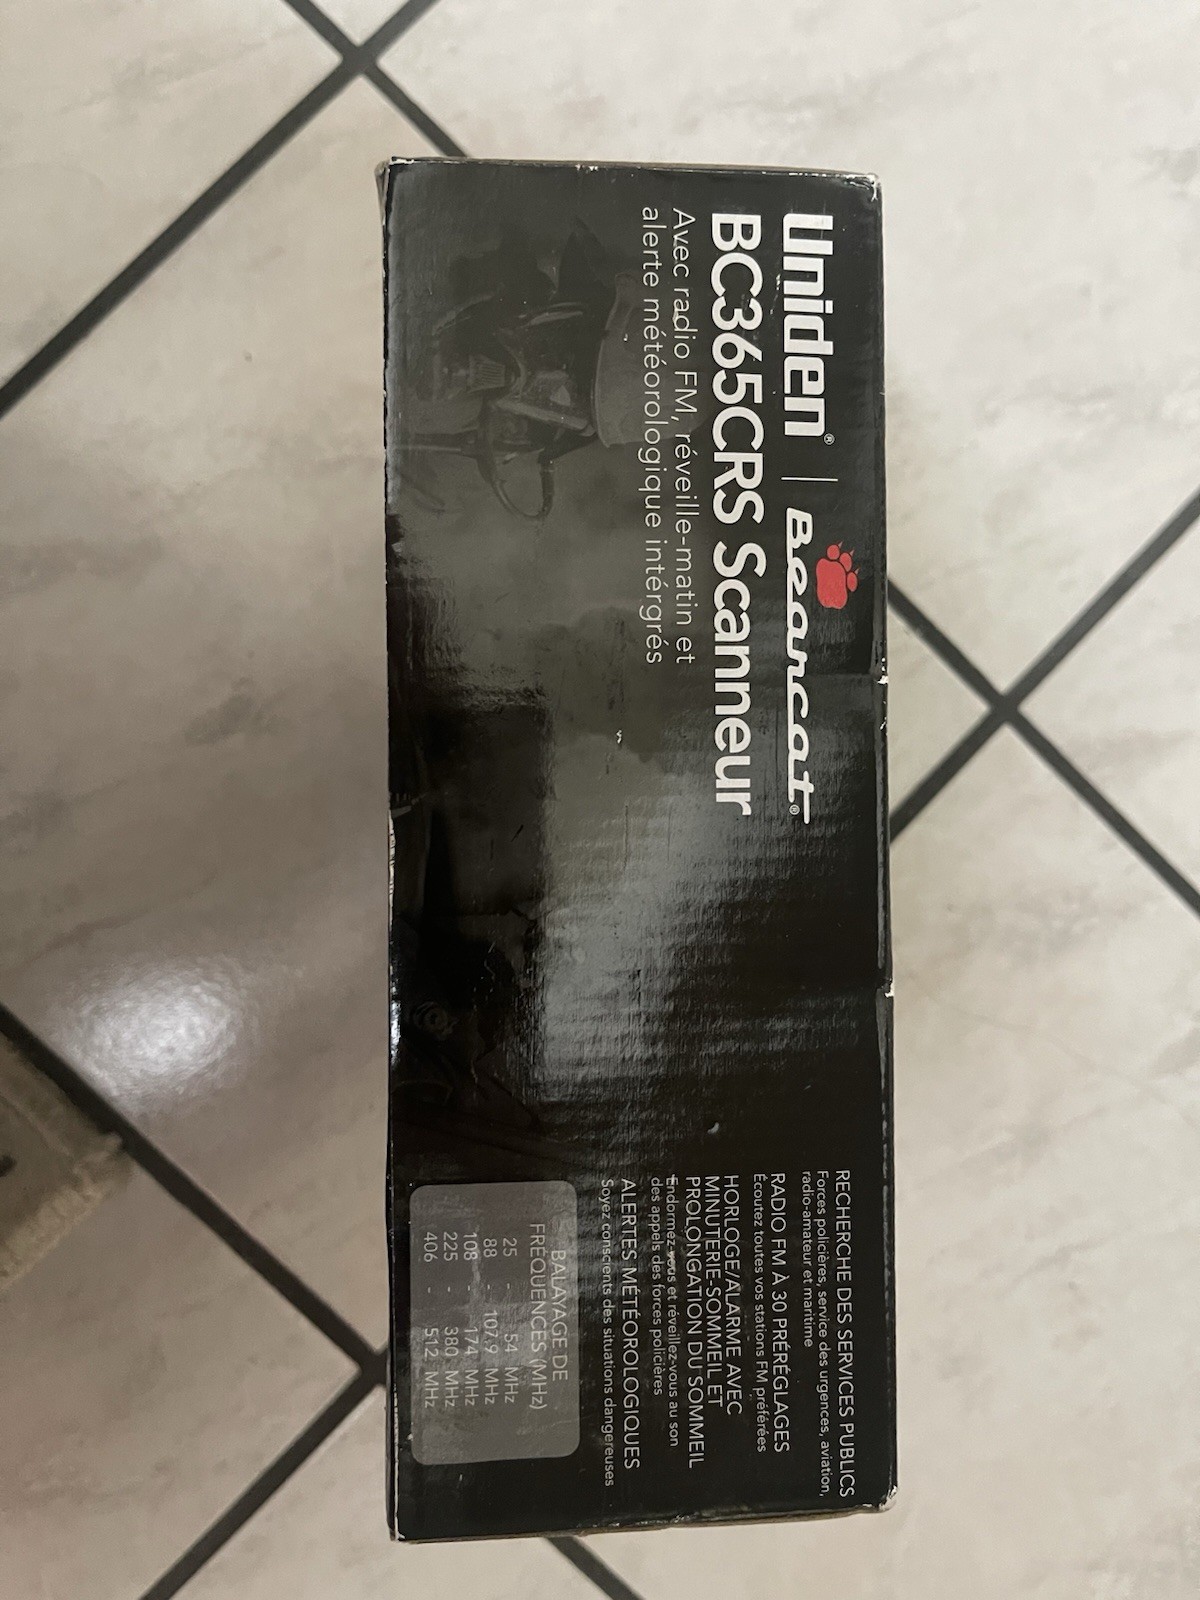 Uniden® | Bearcat®
BC365CRS Scanneur
Avec radio FM, réveille-matin et
alerte météorologique intérgrés
RECHERCHE DES SERVICES PUBLICS
Forces policières, service des urgences, aviation,
radio-amateur et maritime
RADIO FM À 30 PRÉRÉGLAGES
Écoutez toutes vos stations FM préférées
HORLOGE/ALARME AVEC
MINUTERIE-SOMMEIL ET
PROLONGATION DU SOMMEIL
Endormez-vous et réveillez-vous au son
des appels des forces policières
ALERTES MÉTÉOROLOGIQUES
Soyez conscients des situations dangereuses
BALAYAGE DE
FRÉQUENCES (MHz)
25 - 54 MHz
88 - 107,9 MHz
108 - 174 MHz
225 - 380 MHz
406 - 512 MHz